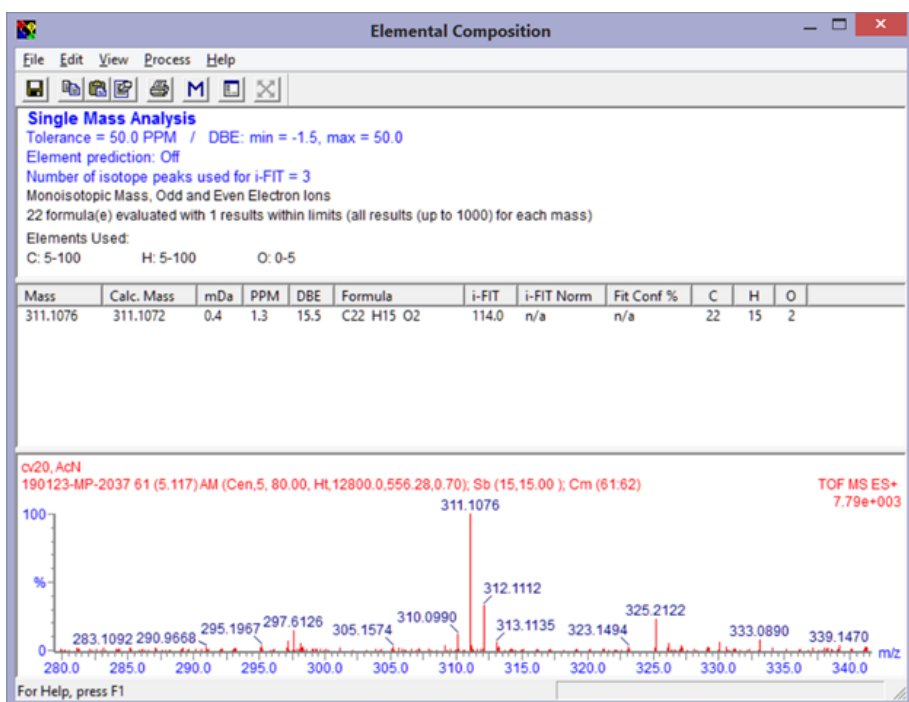 Elemental Composition
File Edit View Process Help
M
Single Mass Analysis
Tolerance = 50.0 PPM / DBE: min = -1.5, max = 50.0
Element prediction: Off
Number of isotope peaks used for i-FIT = 3
Monoisotopic Mass, Odd and Even Electron Ions
22 formula(e) evaluated with 1 results within limits (all results (up to 1000) for each mass)
Elements Used:
C: 5-100 H: 5-100 O: 0-5
Mass Calc. Mass mDa PPM DBE Formula i-FIT i-FIT Norm Fit Conf % C H O
311.1076 311.1072 0.4 1.3 15.5 C22 H15 O2 114.0 n/a n/a 22 15 2
cv20, AcN
190123-MP-2037 61 (5.117) AM (Cen,5, 80.00, Ht,12800.0,556.28,0.70); Sb (15,15.00 ); Cm (61:62) TOF MS ES+
7.79e+003
311.1076
100
%
312.1112
325.2122
310.0990
313.1135
297.6126
295.1967
305.1574
323.1494
333.0890
283.1092
290.9668
339.1470
0
m/z
280.0 285.0 290.0 295.0 300.0 305.0 310.0 315.0 320.0 325.0 330.0 335.0 340.0
For Help, press F1